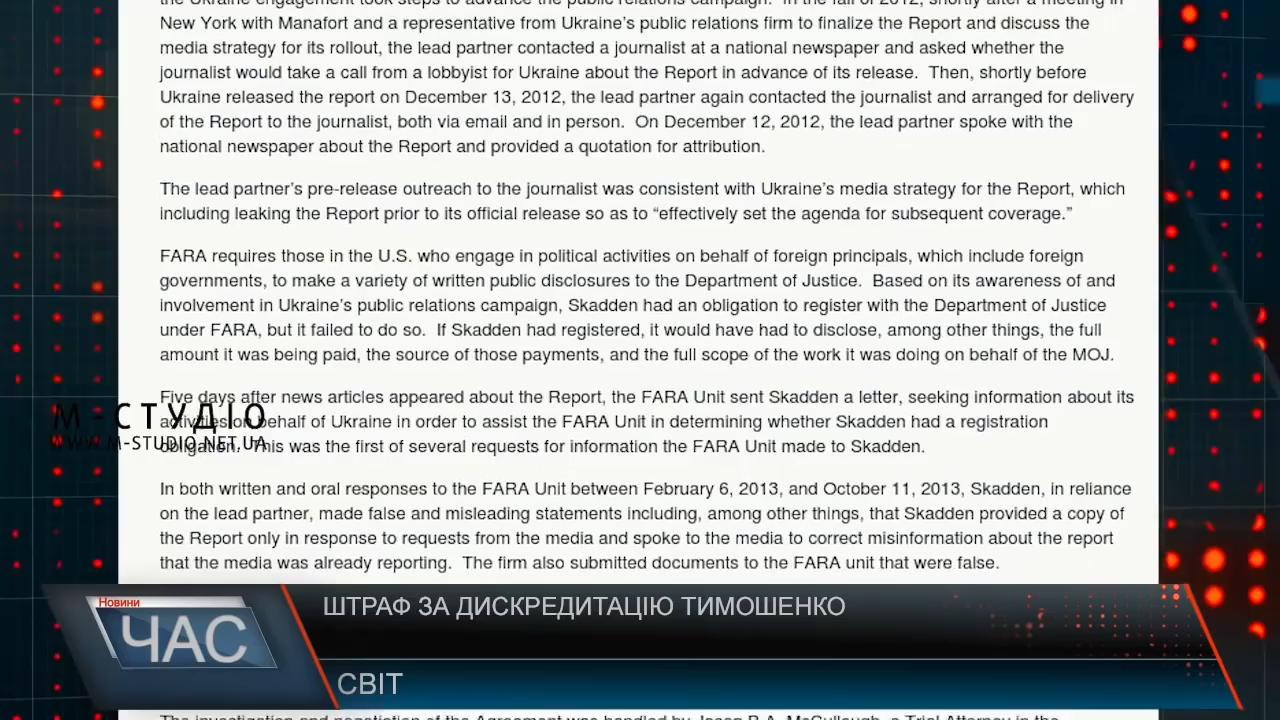 the Ukraine engagement took steps to advance the public relations campaign.  In the fall of 2012, shortly after a meeting in
New York with Manafort and a representative from Ukraine's public relations firm to finalize the Report and discuss the
media strategy for its rollout, the lead partner contacted a journalist at a national newspaper and asked whether the
journalist would take a call from a lobbyist for Ukraine about the Report in advance of its release.  Then, shortly before
Ukraine released the report on December 13, 2012, the lead partner again contacted the journalist and arranged for delivery
of the Report to the journalist, both via email and in person.  On December 12, 2012, the lead partner spoke with the
national newspaper about the Report and provided a quotation for attribution.
The lead partner's pre-release outreach to the journalist was consistent with Ukraine's media strategy for the Report, which
including leaking the Report prior to its official release so as to “effectively set the agenda for subsequent coverage.”
FARA requires those in the U.S. who engage in political activities on behalf of foreign principals, which include foreign
governments, to make a variety of written public disclosures to the Department of Justice.  Based on its awareness of and
involvement in Ukraine's public relations campaign, Skadden had an obligation to register with the Department of Justice
under FARA, but it failed to do so.  If Skadden had registered, it would have had to disclose, among other things, the full
amount it was being paid, the source of those payments, and the full scope of the work it was doing on behalf of the MOJ.
Five days after news articles appeared about the Report, the FARA Unit sent Skadden a letter, seeking information about its
М-СТУДІО
activities on behalf of Ukraine in order to assist the FARA Unit in determining whether Skadden had a registration
WWW.M-STUDIO.NET.UA
obligation.  This was the first of several requests for information the FARA Unit made to Skadden.
In both written and oral responses to the FARA Unit between February 6, 2013, and October 11, 2013, Skadden, in reliance
on the lead partner, made false and misleading statements including, among other things, that Skadden provided a copy of
the Report only in response to requests from the media and spoke to the media to correct misinformation about the report
that the media was already reporting.  The firm also submitted documents to the FARA unit that were false.
Новини
ЧАС
ШТРАФ ЗА ДИСКРЕДИТАЦІЮ ТИМОШЕНКО
СВІТ
The investigation and negotiation of the Agreement was handled by Jason B.A. McCullough, a Trial Attorney in the